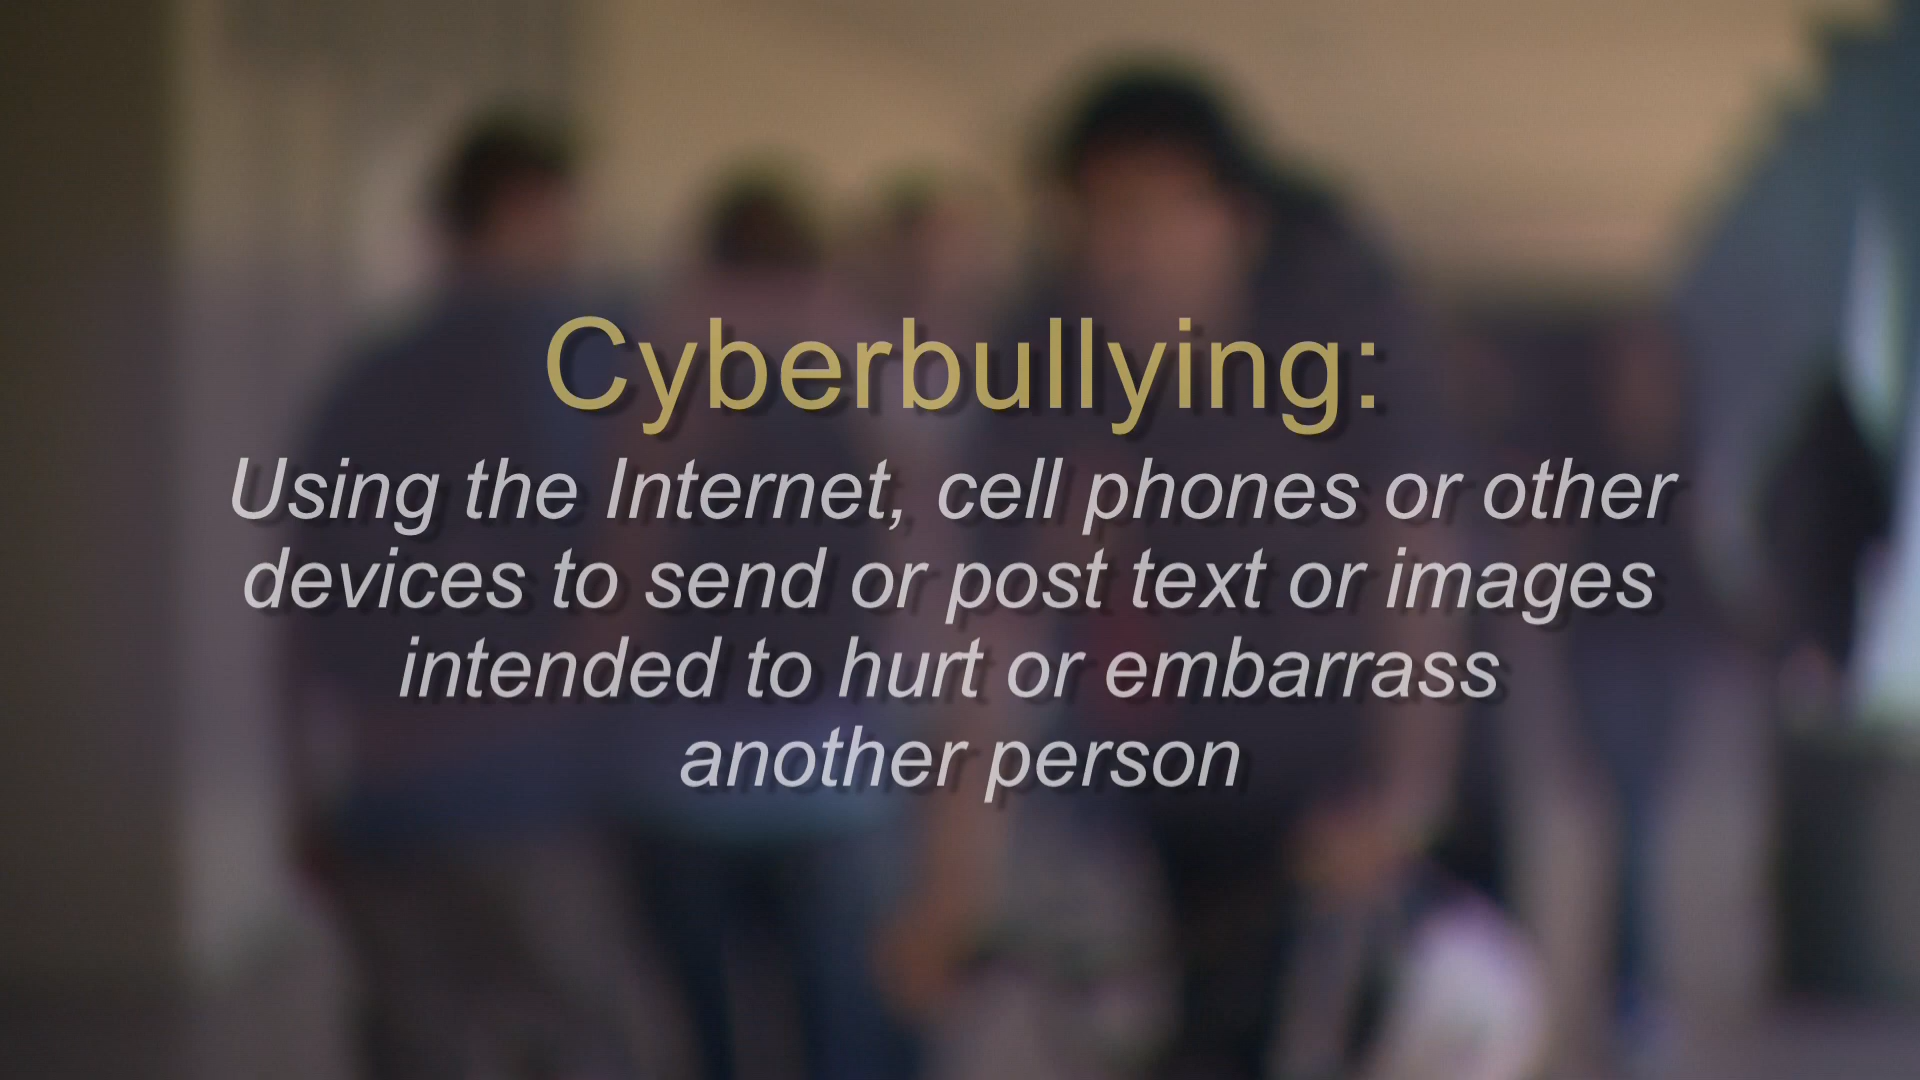 Cyberbullying:
Using the Internet, cell phones or other
devices to send or post text or images
intended to hurt or embarrass
another person